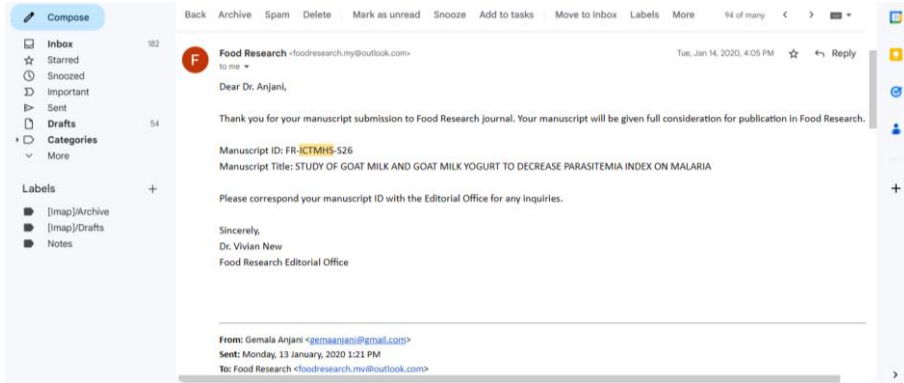 Compose
Back Archive Spam Delete Mark as unread Snooze Add to tasks Move to Inbox Labels More 94 of many
Inbox 182
Starred
Snoozed
Important
Sent
Drafts 54
Categories
More
Labels
[Imap]/Archive
[Imap]/Drafts
Notes
F
Food Research <foodresearch.my@outlook.com>
Tue, Jan 14, 2020, 4:05 PM
Reply
to me
Dear Dr. Anjani,
Thank you for your manuscript submission to Food Research journal. Your manuscript will be given full consideration for publication in Food Research.
Manuscript ID: FR-ICTMHS-S26
Manuscript Title: STUDY OF GOAT MILK AND GOAT MILK YOGURT TO DECREASE PARASITEMIA INDEX ON MALARIA
Please correspond your manuscript ID with the Editorial Office for any inquiries.
Sincerely,
Dr. Vivian New
Food Research Editorial Office
From: Gemala Anjani <gemaanjani@gmail.com>
Sent: Monday, 13 January, 2020 1:21 PM
To: Food Research <foodresearch.my@outlook.com>